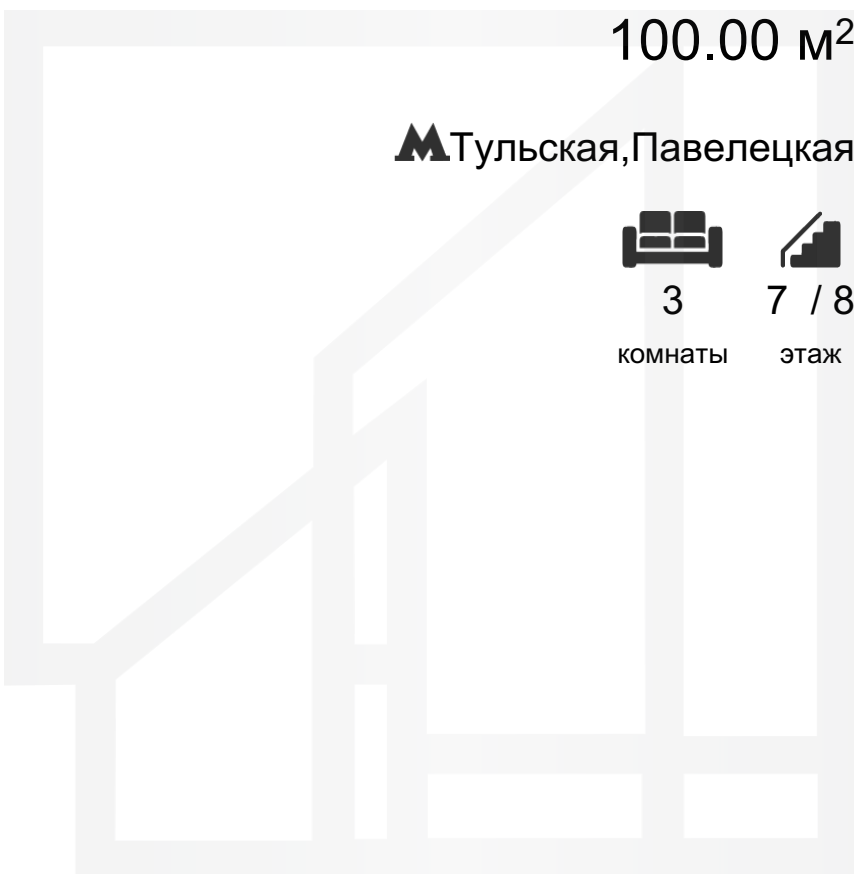 100.00 м²
Тульская,Павелецкая
3
7 / 8
комнаты
этаж